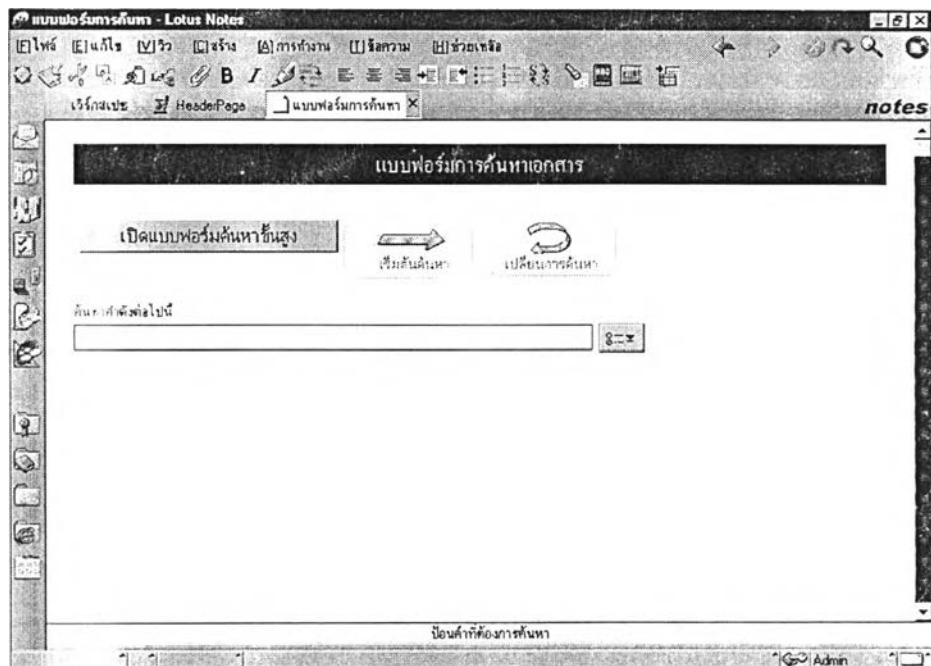 แบบฟอร์มการค้นหา - Lotus Notes
[F]ไฟล์ [E]แก้ไข [V]วิว [C]สร้าง [A]การทำงาน [T]ข้อความ [H]ช่วยเหลือ
B I
เวิร์กสเปซ HeaderPage แบบฟอร์มการค้นหา notes
แบบฟอร์มการค้นหาเอกสาร
เปิดแบบฟอร์มค้นหาขั้นสูง
เริ่มต้นค้นหา เปลี่ยนการค้นหา
ค้นหาคำดังต่อไปนี้
ป้อนคำที่ต้องการค้นหา
Admin